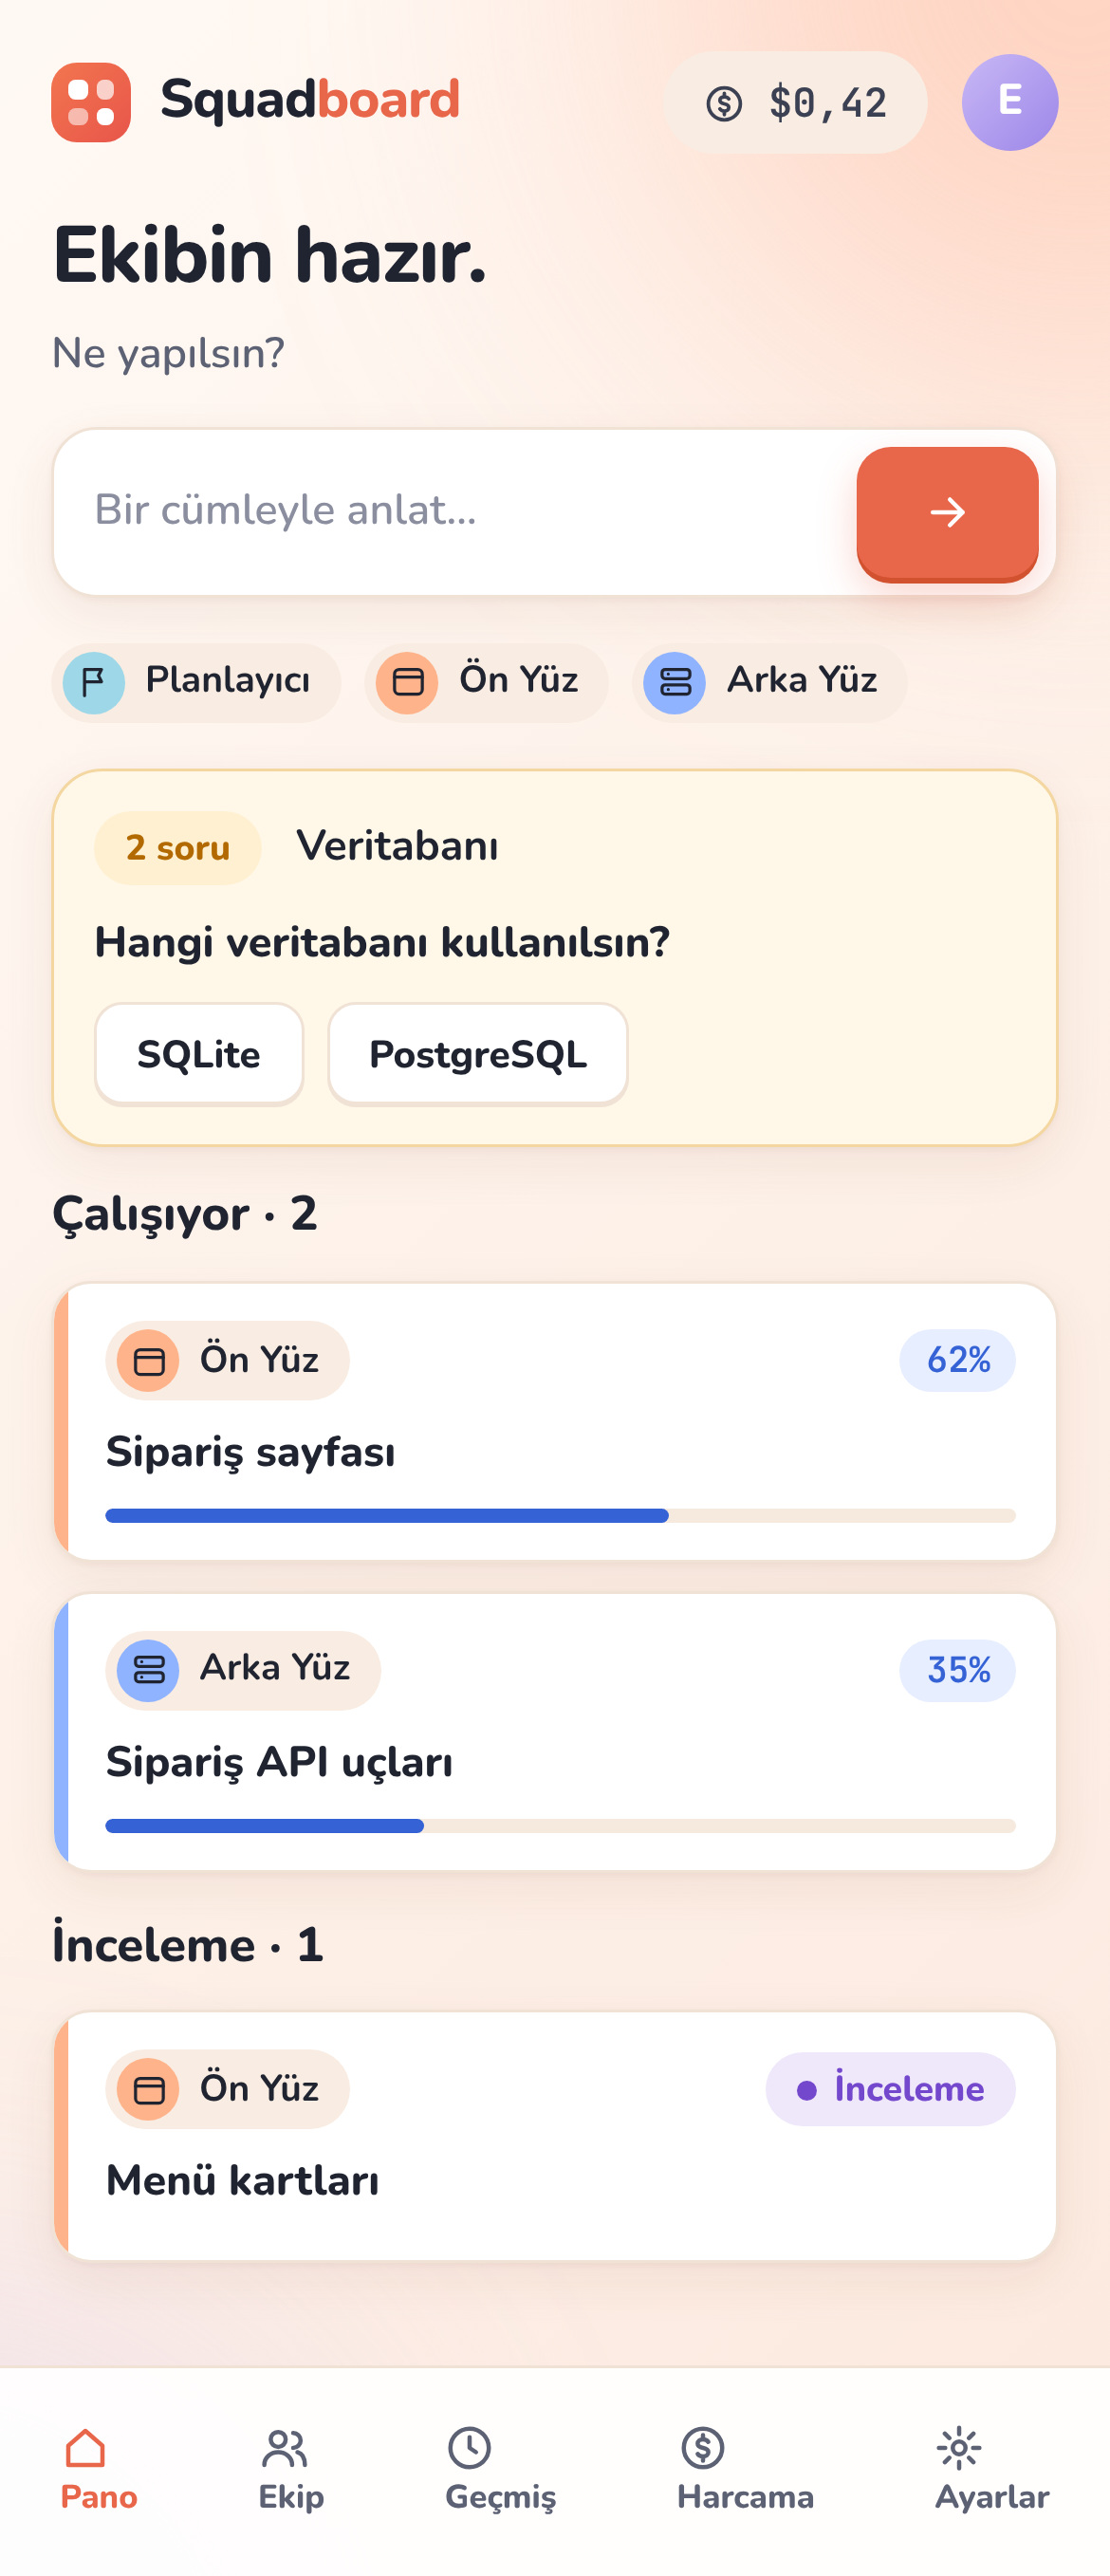 Squadboard
$0,42
E
Ekibin hazır.
Ne yapılsın?
Bir cümleyle anlat...
Planlayıcı
Ön Yüz
Arka Yüz
2 soru
Veritabanı
Hangi veritabanı kullanılsın?
SQLite
PostgreSQL
Çalışıyor · 2
Ön Yüz
62%
Sipariş sayfası
Arka Yüz
35%
Sipariş API uçları
İnceleme · 1
Ön Yüz
İnceleme
Menü kartları
Pano
Ekip
Geçmiş
Harcama
Ayarlar